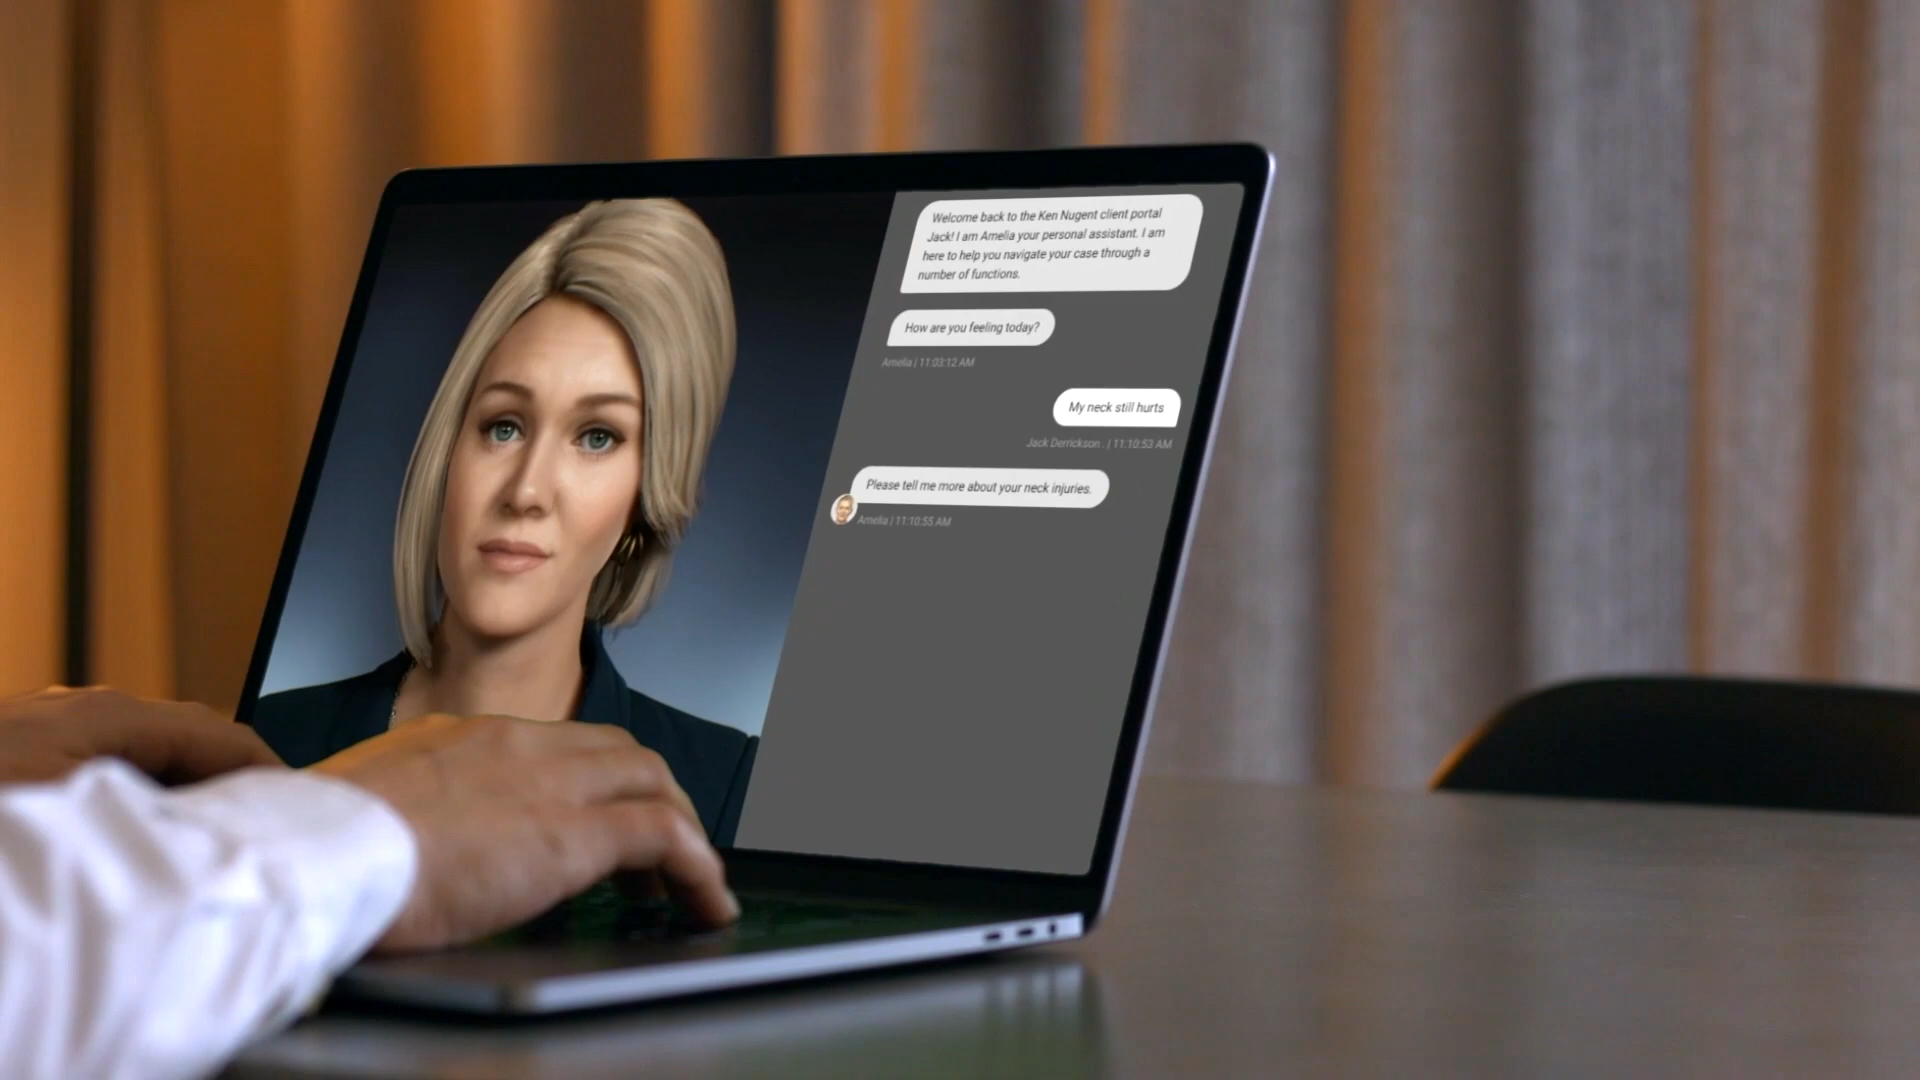 Welcome back to the Ken Nugent client portal
Jack! I am Amelia your personal assistant. I am
here to help you navigate your case through a
number of functions.
How are you feeling today?
Amelia | 11:03:12 AM
My neck still hurts
Jack Derrickson . | 11:10:53 AM
Please tell me more about your neck injuries.
Amelia | 11:10:55 AM